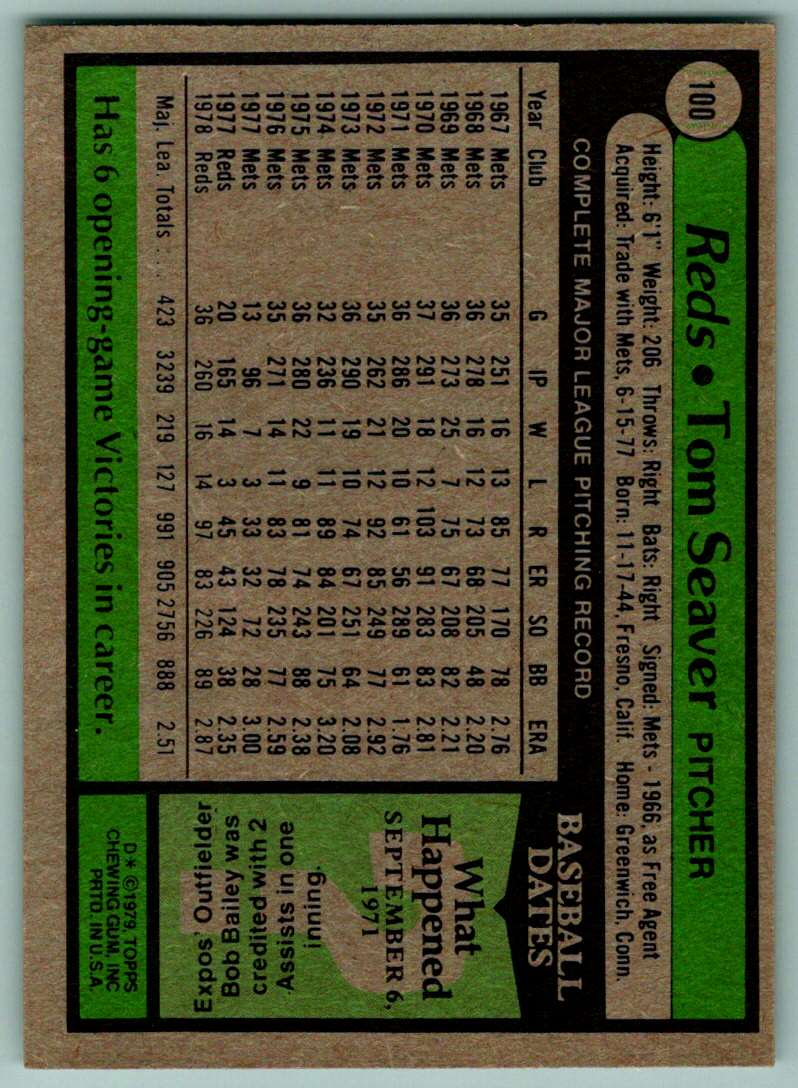 100
Reds • Tom Seaver PITCHER
Height: 6'1" Weight: 206 Throws: Right Bats: Right Signed: Mets - 1966, as Free Agent
Acquired: Trade with Mets, 6-15-77 Born: 11-17-44, Fresno, Calif. Home: Greenwich, Conn.
COMPLETE MAJOR LEAGUE PITCHING RECORD
Year Club G IP W L R ER SO BB ERA
1967 Mets 35 251 16 13 85 77 170 78 2.76
1968 Mets 36 278 16 12 73 68 205 48 2.20
1969 Mets 36 273 25 7 75 67 208 82 2.21
1970 Mets 37 291 18 12 103 91 283 83 2.81
1971 Mets 36 286 20 10 61 56 289 61 1.76
1972 Mets 35 262 21 12 92 85 249 77 2.92
1973 Mets 36 290 19 10 74 67 251 64 2.08
1974 Mets 32 236 11 11 89 84 201 75 3.20
1975 Mets 36 280 22 9 81 74 243 88 2.38
1976 Mets 35 271 14 11 83 78 235 77 2.59
1977 Mets 13 96 7 3 33 32 72 28 3.00
1977 Reds 20 165 14 3 45 43 124 38 2.35
1978 Reds 36 260 16 14 97 83 226 89 2.87
Maj. Lea. Totals . . . 423 3239 219 127 991 905 2756 888 2.51
Has 6 opening-game Victories in career.
BASEBALL
DATES
What
Happened
SEPTEMBER 6,
1971
Expos' Outfielder
Bob Bailey was
credited with 2
Assists in one
inning.
D* ©1979, TOPPS
CHEWING GUM, INC
PRTD. IN U.S.A.